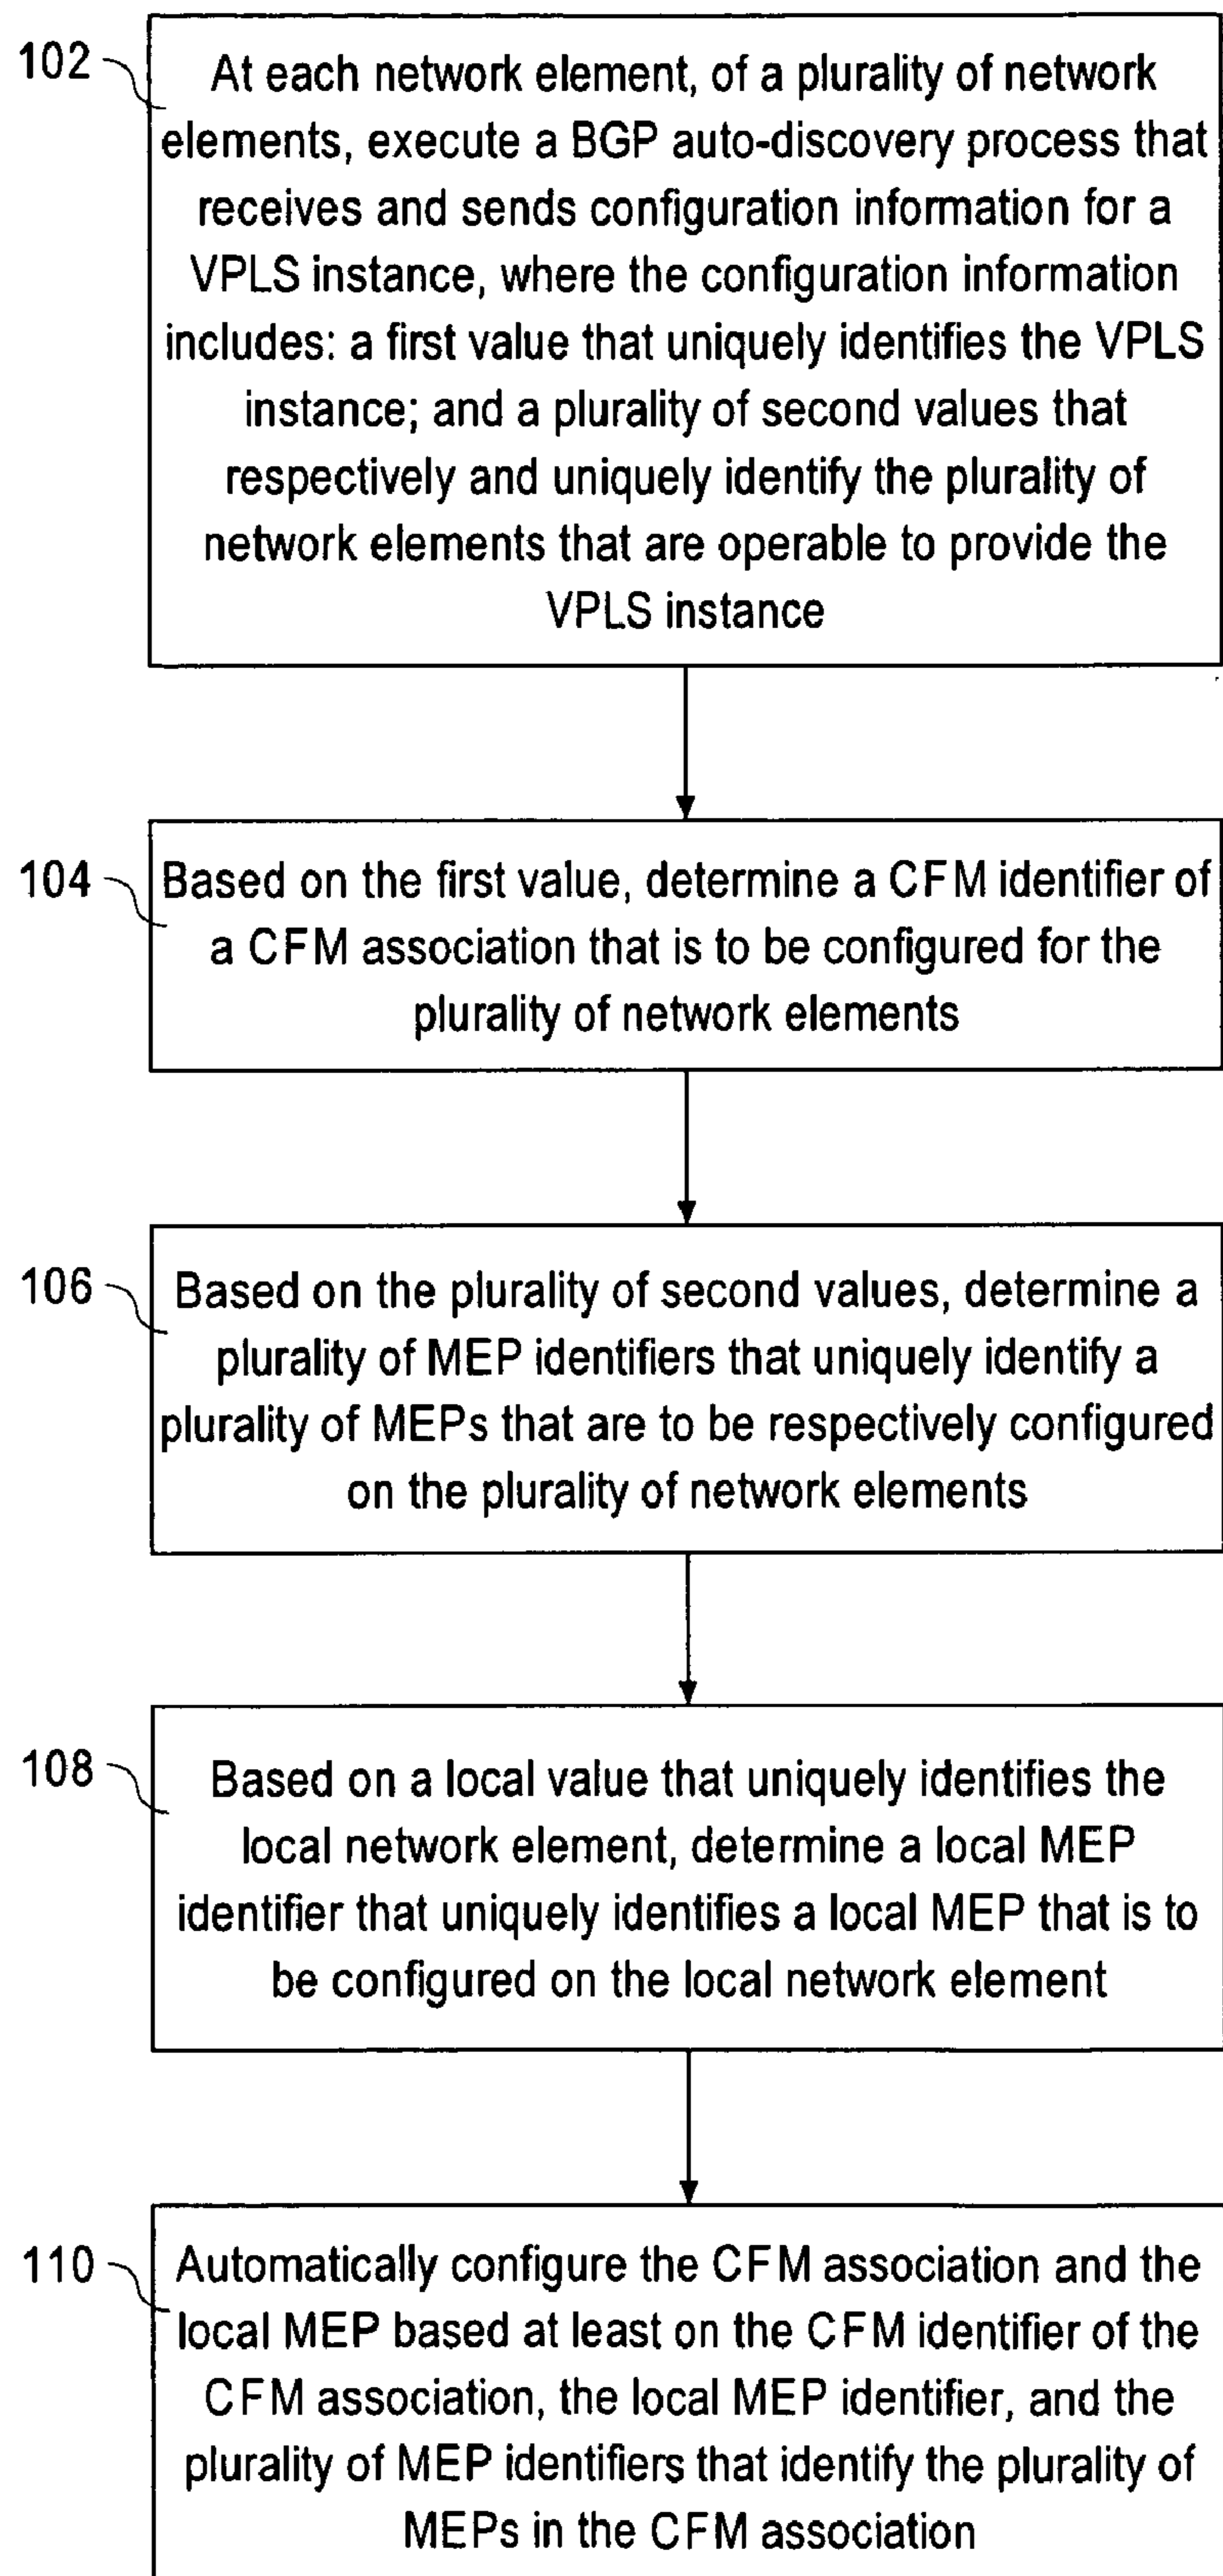 102
At each network element, of a plurality of network
elements, execute a BGP auto-discovery process that
receives and sends configuration information for a
VPLS instance, where the configuration information
includes: a first value that uniquely identifies the VPLS
instance; and a plurality of second values that
respectively and uniquely identify the plurality of
network elements that are operable to provide the
VPLS instance
104
Based on the first value, determine a CFM identifier of
a CFM association that is to be configured for the
plurality of network elements
106
Based on the plurality of second values, determine a
plurality of MEP identifiers that uniquely identify a
plurality of MEPs that are to be respectively configured
on the plurality of network elements
108
Based on a local value that uniquely identifies the
local network element, determine a local MEP
identifier that uniquely identifies a local MEP that is to
be configured on the local network element
110
Automatically configure the CFM association and the
local MEP based at least on the CFM identifier of the
CFM association, the local MEP identifier, and the
plurality of MEP identifiers that identify the plurality of
MEPs in the CFM association